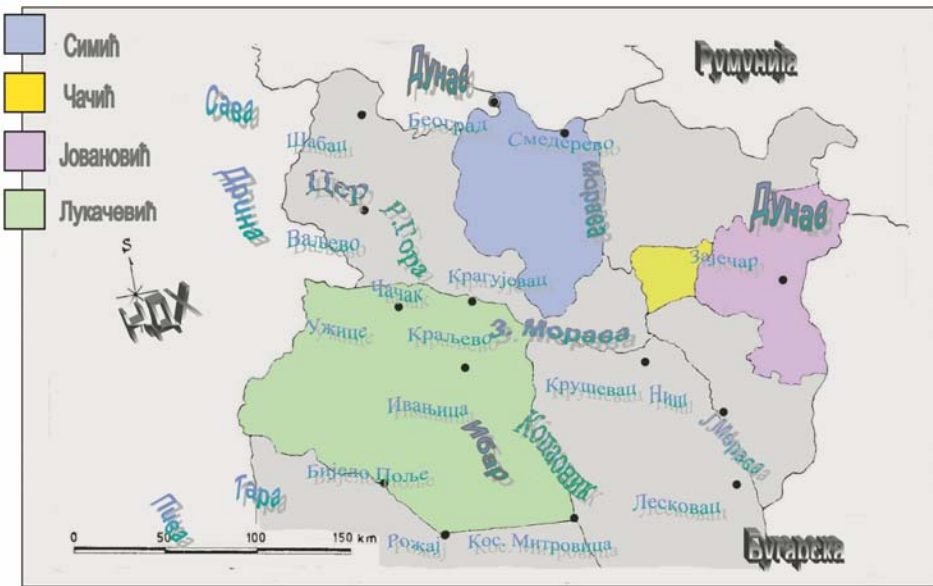 Симић
Чачић
Јовановић
Лукачевић
Дунав
Румунија
Сава
Београд
Смедерево
Шабац
Морава
Дрина
Цер
Р. Гора
Дунав
Ваљево
Зајечар
S
Крагујевац
Чачак
Ужице
Краљево
З. Морава
Ивањица
Крушевац
Ниш
Ибар
Копаоник
Ј. Морава
Бијело Поље
Тара
Лесковац
Пива
0 50 100 150 km
Рожај
Кос. Митровица
Бугарска